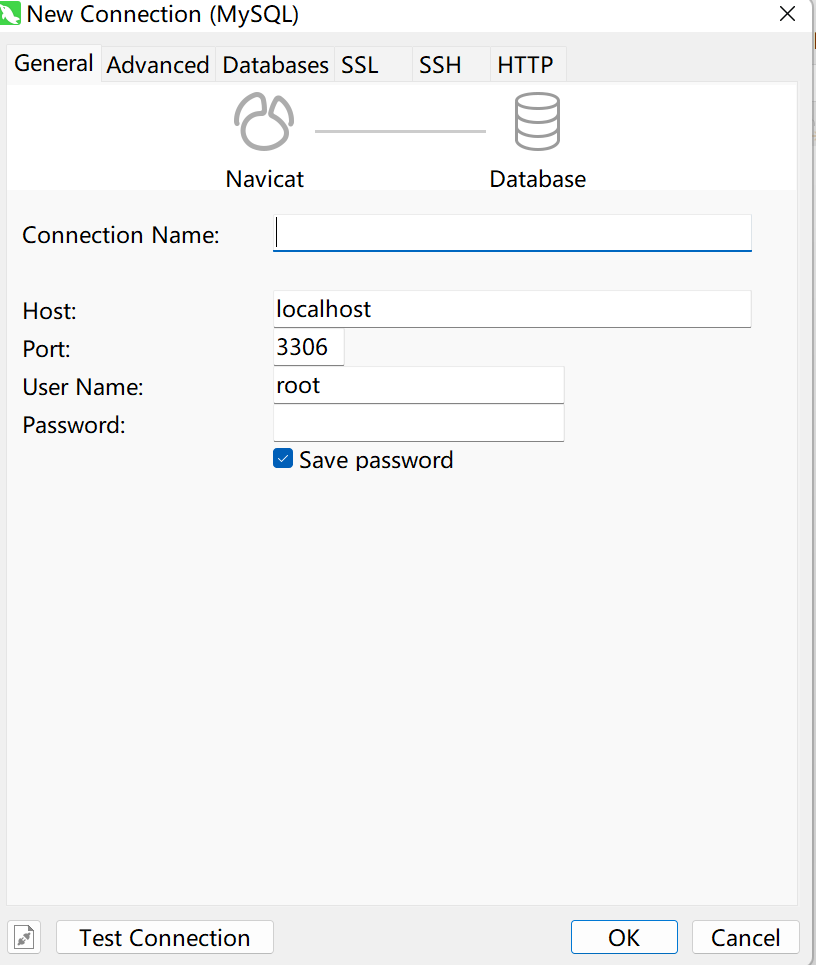 New Connection (MySQL)
General Advanced Databases SSL SSH HTTP
Navicat Database
Connection Name:
Host: localhost
Port: 3306
User Name: root
Password:
Save password
Test Connection OK Cancel